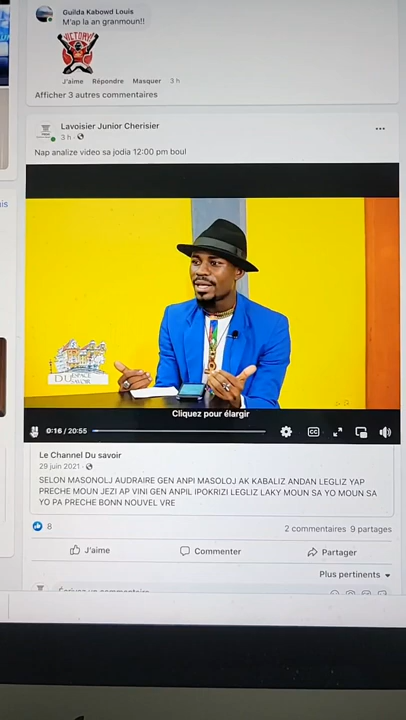 Guilda Kabowd Louis
M'ap la an granmoun!!
VICTORY!
J'aime Répondre Masquer 3 h
Afficher 3 autres commentaires
Lavoisier Junior Cherisier
3 h
Nap analize video sa jodia 12:00 pm boul
DU SAVOIR
Cliquez pour élargir
0:16 / 20:55
CC
Le Channel Du savoir
29 juin 2021
SELON MASONOLJ AUDRAIRE GEN ANPI MASOLOJ AK KABALIZ ANDAN LEGLIZ YAP
PRECHE MOUN JEZI AP VINI GEN ANPIL IPOKRIZI LEGLIZ LAKY MOUN SA YO MOUN SA
YO PA PRECHE BONN NOUVEL VRE
8
2 commentaires 9 partages
J'aime Commenter Partager
Plus pertinents